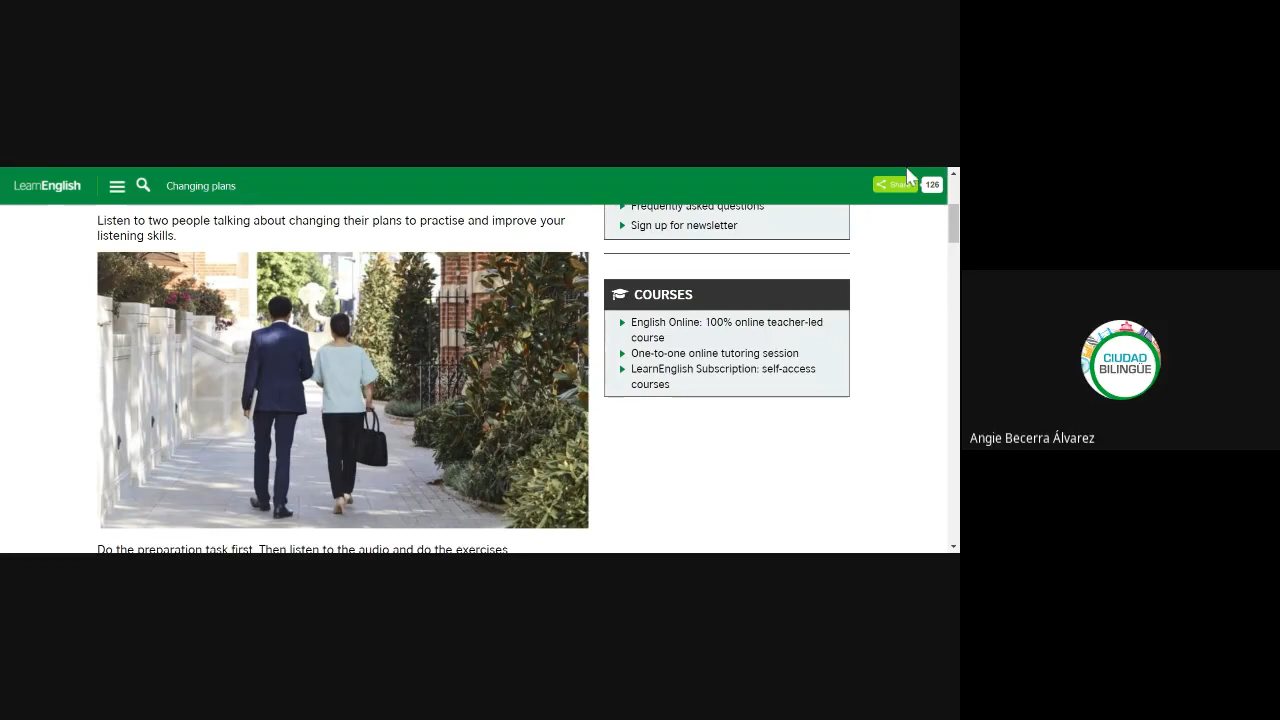 LearnEnglish
Changing plans
Share
126
Listen to two people talking about changing their plans to practise and improve your
listening skills.
Do the preparation task first. Then listen to the audio and do the exercises.
Frequently asked questions
Sign up for newsletter
COURSES
English Online: 100% online teacher-led
course
One-to-one online tutoring session
LearnEnglish Subscription: self-access
courses
CIUDAD
BILINGÜE
Angie Becerra Álvarez